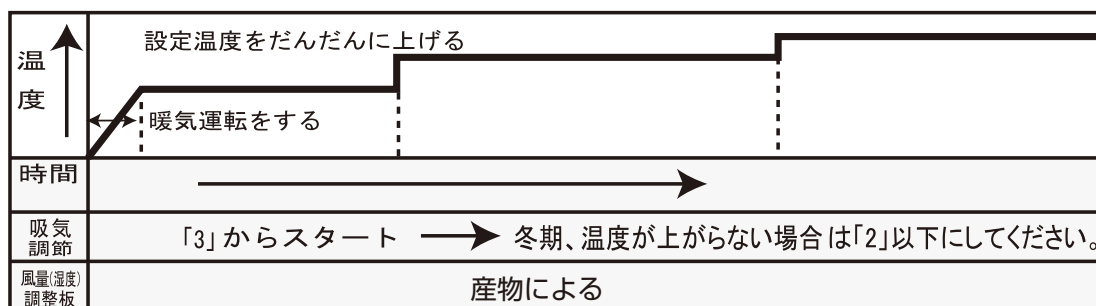 設定温度をだんだんに上げる
温
度
暖気運転をする
時間
吸気
調節
「3」からスタート
冬期、温度が上がらない場合は「2」以下にしてください。
風量(湿度)
調整板
産物による